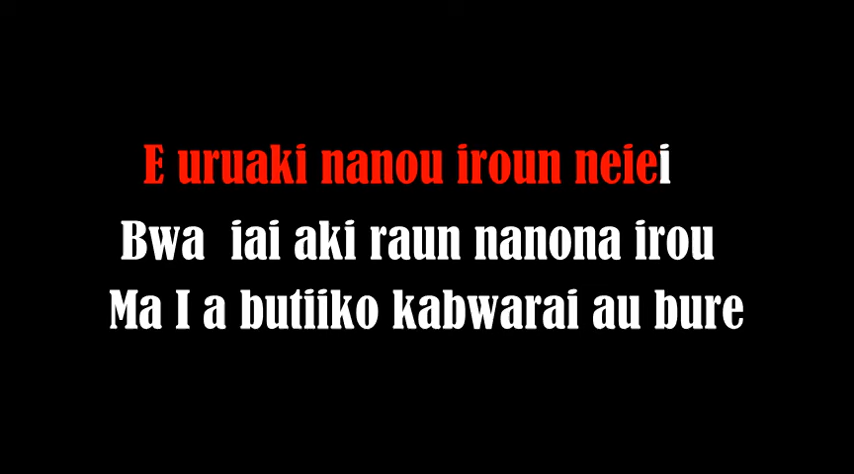 E uruaki nanou iroun neiei
Bwa iai aki raun nanona irou
Ma I a butiiko kabwarai au bure